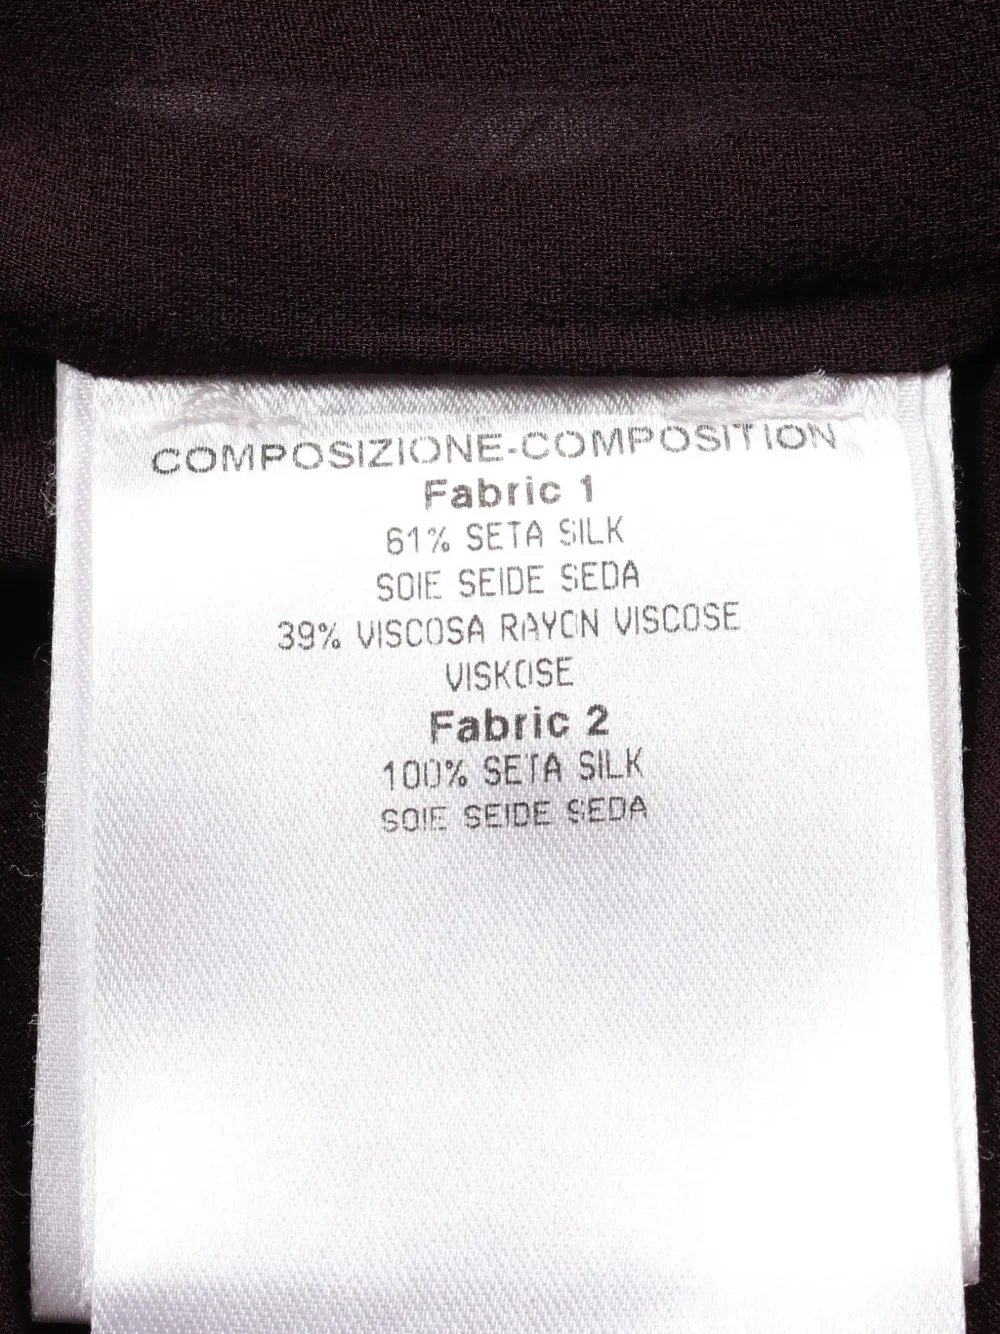 COMPOSIZIONE-COMPOSITION
Fabric 1
61% SETA SILK
SOIE SEIDE SEDA
39% VISCOSA RAYON VISCOSE
VISKOSE
Fabric 2
100% SETA SILK
SOIE SEIDE SEDA